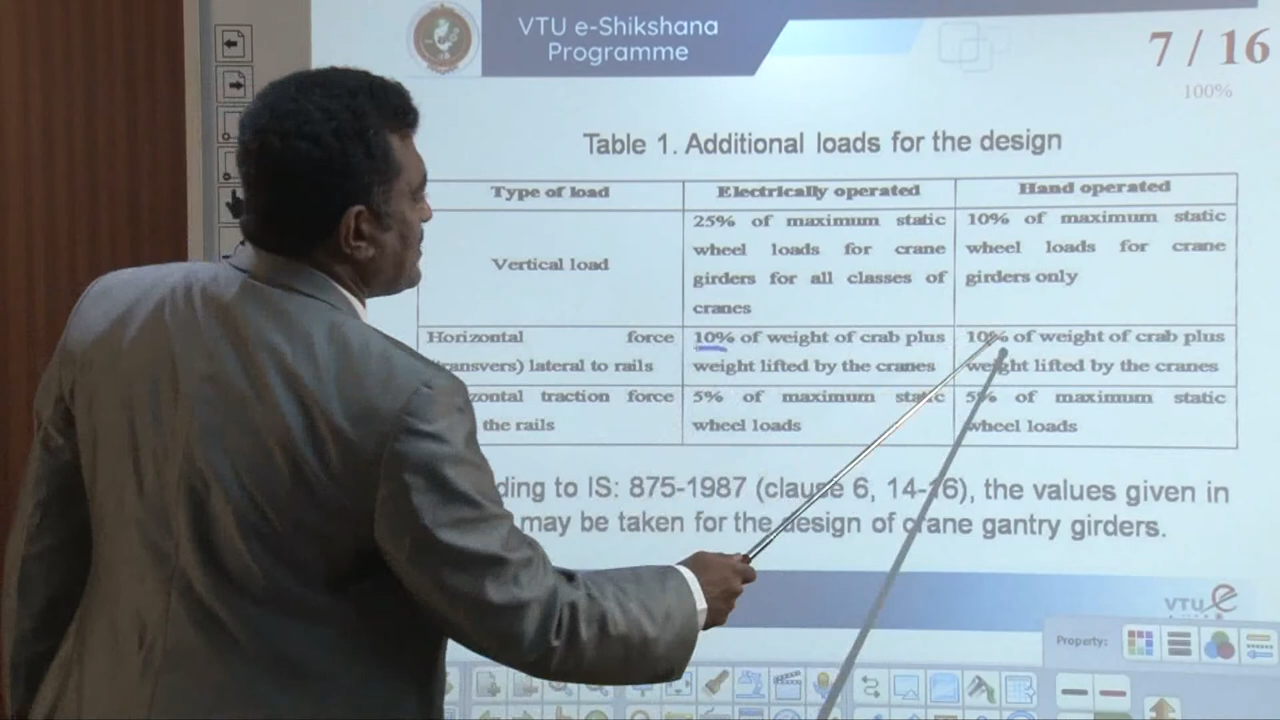 VTU e-Shikshana
Programme
7 / 16
100%
Table 1. Additional loads for the design
Type of load
Electrically operated
Hand operated
Vertical load
25% of maximum static
wheel loads for crane
girders for all classes of
cranes
10% of maximum static
wheel loads for crane
girders only
Horizontal force
lateral to rails
10% of weight of crab plus
weight lifted by the cranes
10% of weight of crab plus
weight lifted by the cranes
traction force
the rails
5% of maximum static
wheel loads
5% of maximum static
wheel loads
to IS: 875-1987 (clause 6, 14-16), the values given in
may be taken for the design of crane gantry girders.
VTU e
Property: